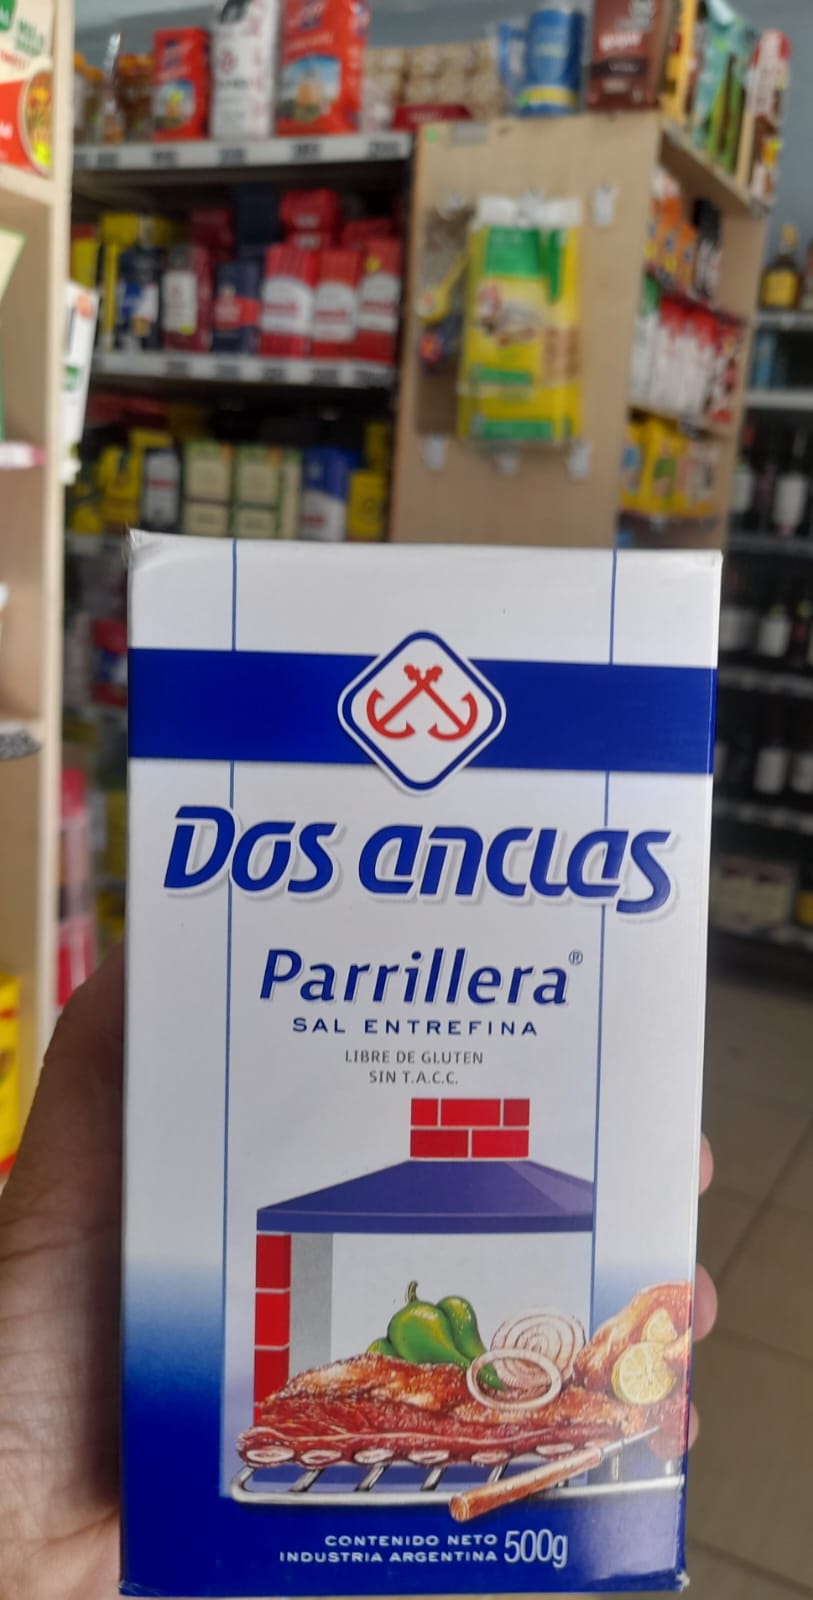 Dos anclas
Parrillera®
SAL ENTREFINA
LIBRE DE GLUTEN
SIN T.A.C.C.
CONTENIDO NETO 500g
INDUSTRIA ARGENTINA